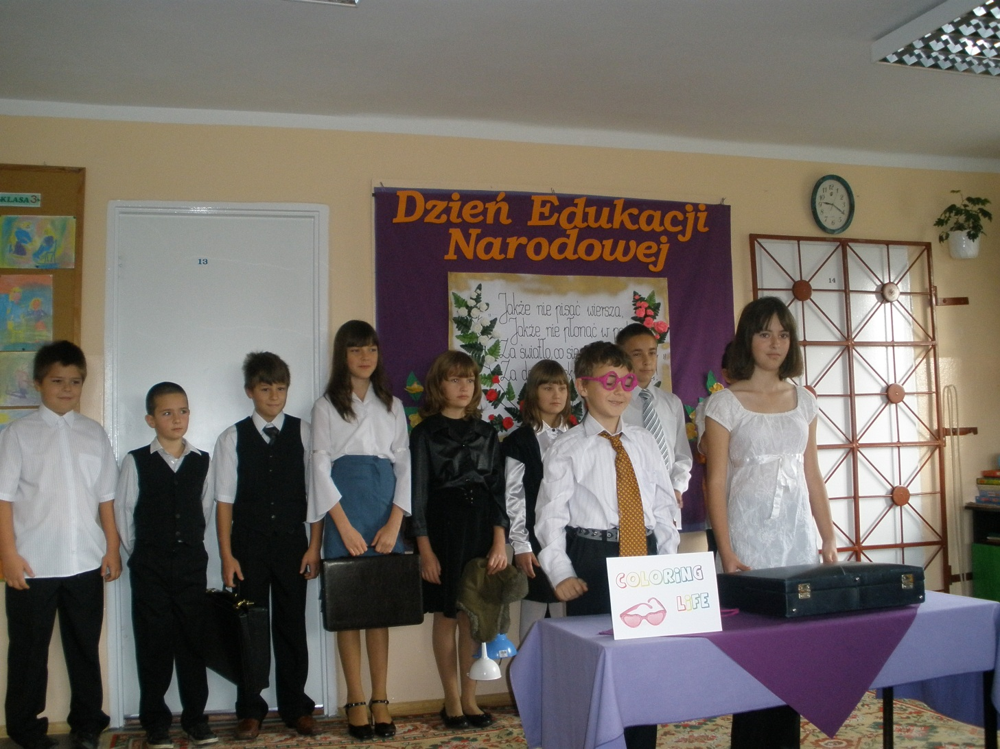 KLASA 3
13
Dzień Edukacji
Narodowej
Jakże nie pisać wiersza,
Jakże nie płonąć w
Za światło, co
Za
14
COLORING
LIFE